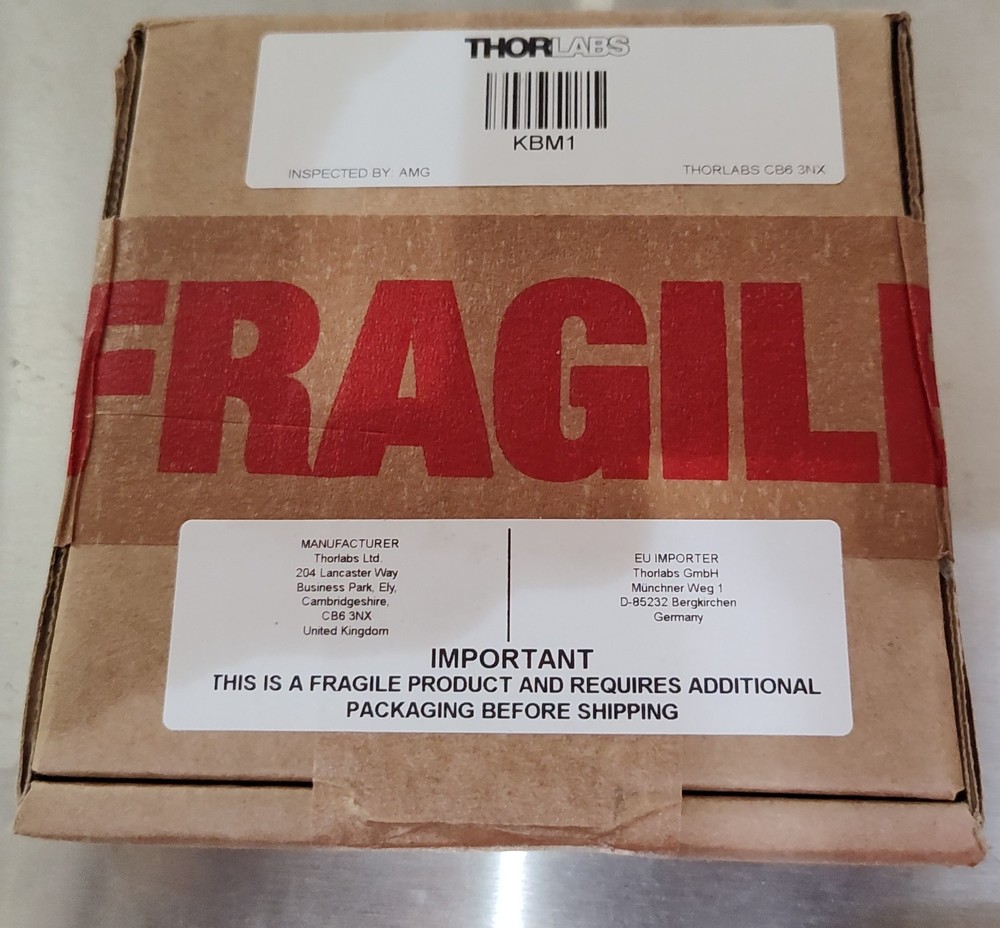 THORLABS
KBM1
INSPECTED BY: AMG
THORLABS CB6 3NX
FRAGILE
MANUFACTURER
Thorlabs Ltd.
204 Lancaster Way
Business Park, Ely,
Cambridgeshire,
CB6 3NX
United Kingdom
EU IMPORTER
Thorlabs GmbH
Münchner Weg 1
D-85232 Bergkirchen
Germany
IMPORTANT
THIS IS A FRAGILE PRODUCT AND REQUIRES ADDITIONAL
PACKAGING BEFORE SHIPPING